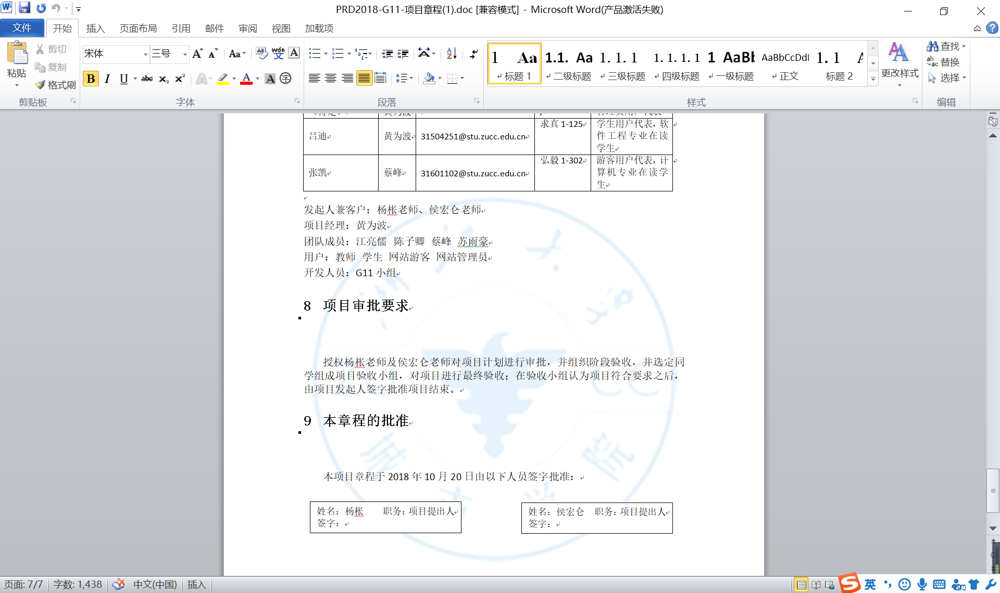 PRD2018-G11-项目章程(1).doc [兼容模式] - Microsoft Word(产品激活失败)
文件 开始 插入 页面布局 引用 邮件 审阅 视图 加载项
粘贴 剪切 复制 格式刷
剪贴板
宋体 三号
字体
段落
1 Aa 1.1. Aa 1. 1. 1 1. 1. 1. 1 1 AaBb AaBbCcDdI 1. 1 A
标题 1 二级标题 三级标题 四级标题 一级标题 正文 标题 2
更改样式
样式
查找
替换
选择
编辑
吕迪 黄为波 31504251@stu.zucc.edu.cn 求真 1-125 学生用户代表，软件工程专业在读学生
张凯 蔡峰 31601102@stu.zucc.edu.cn 弘毅 1-302 游客用户代表，计算机专业在读学生
发起人兼客户：杨枨老师、侯宏仑老师
项目经理：黄为波
团队成员：江亮儒 陈子卿 蔡峰 苏雨豪
用户：教师 学生 网站游客 网站管理员
开发人员：G11 小组
8 项目审批要求
授权杨枨老师及侯宏仑老师对项目计划进行审批，并组织阶段验收，并选定同
学组成项目验收小组，对项目进行最终验收；在验收小组认为项目符合要求之后，
由项目发起人签字批准项目结束。
9 本章程的批准
本项目章程于 2018 年 10 月 20 日由以下人员签字批准：
姓名：杨枨 职务：项目提出人
签字：
姓名：侯宏仑 职务：项目提出人
签字：
页面: 7/7 字数: 1,438 中文(中国) 插入
英